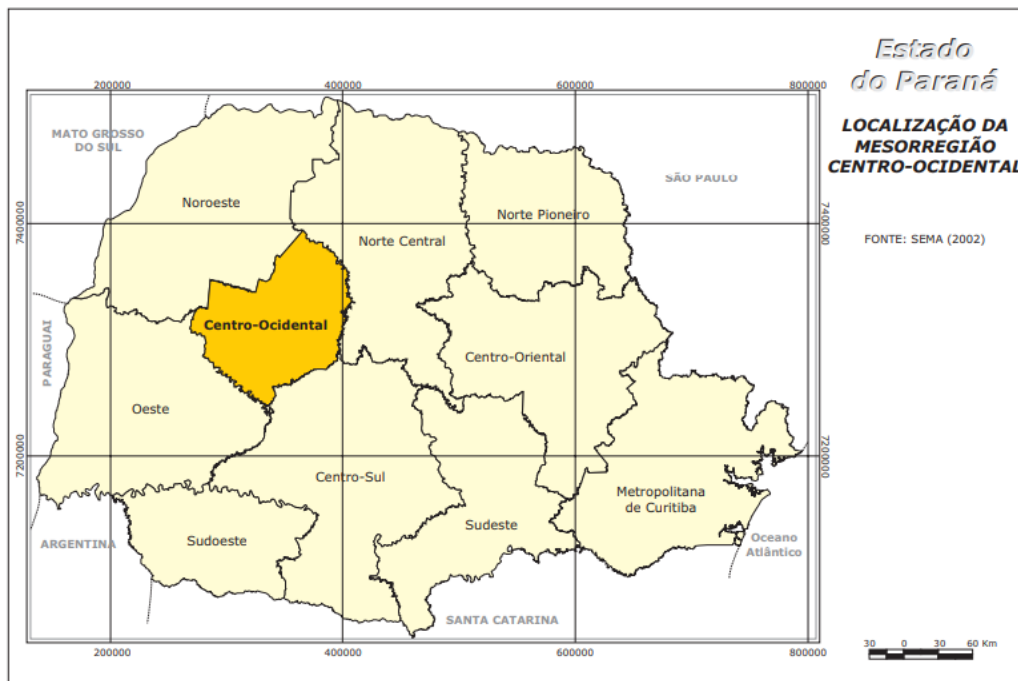 Estado
do Paraná
LOCALIZAÇÃO DA
MESORREGIÃO
CENTRO-OCIDENTAL
FONTE: SEMA (2002)
200000
400000
600000
800000
MATO GROSSO
DO SUL
SÃO PAULO
Noroeste
Norte Pioneiro
7400000
7400000
Norte Central
Centro-Ocidental
PARAGUAI
Centro-Oriental
Oeste
7200000
7200000
Centro-Sul
Metropolitana
de Curitiba
Sudeste
Sudoeste
ARGENTINA
Oceano
Atlântico
SANTA CATARINA
200000
400000
600000
800000
30 0 30 60 Km